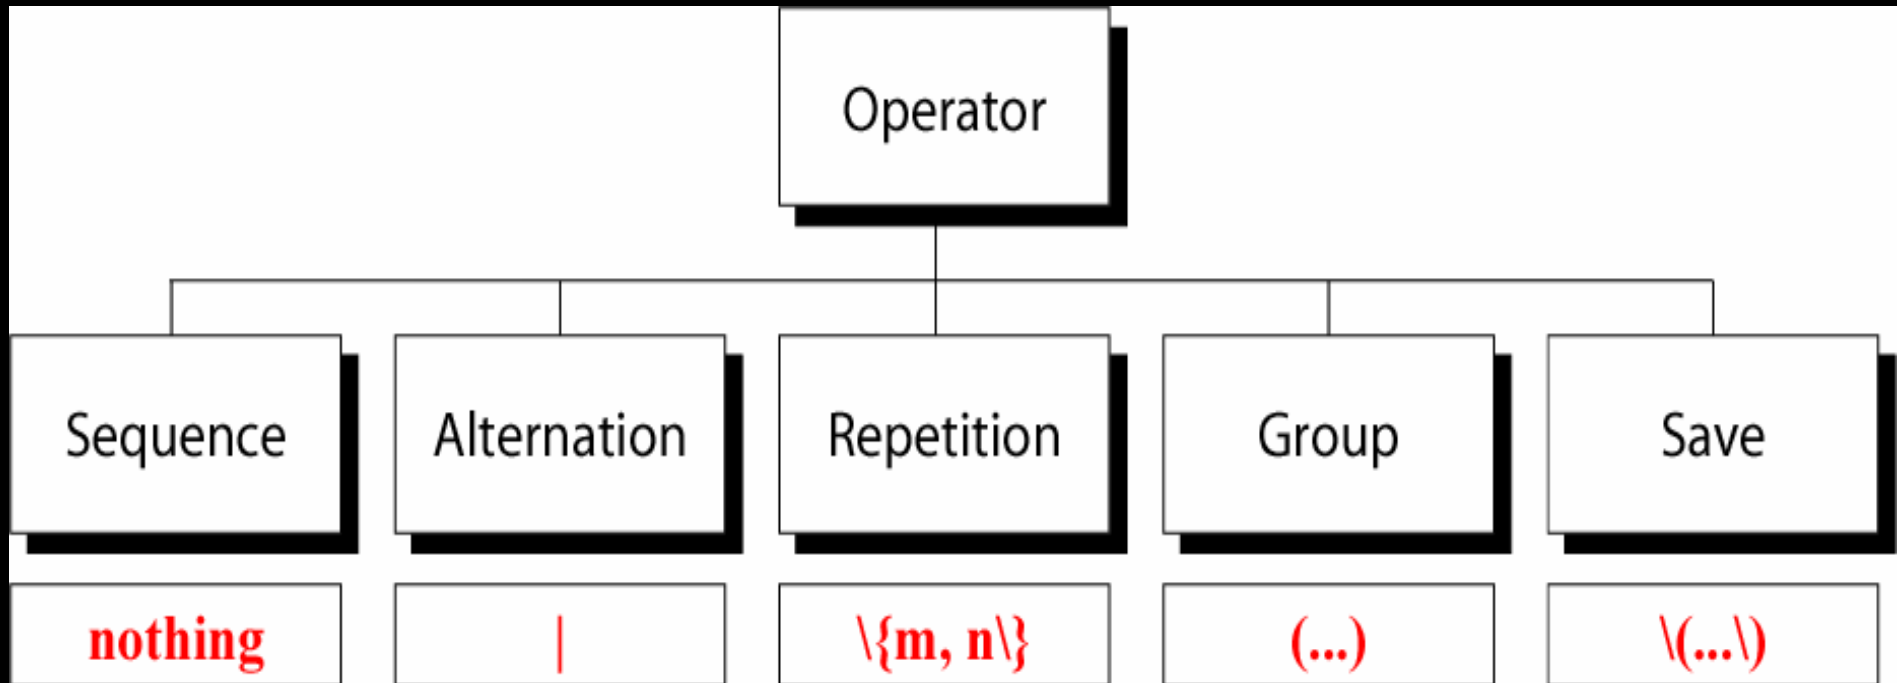 Operator
Sequence Alternation Repetition Group Save
nothing | \{m, n\} (...) \(...\)